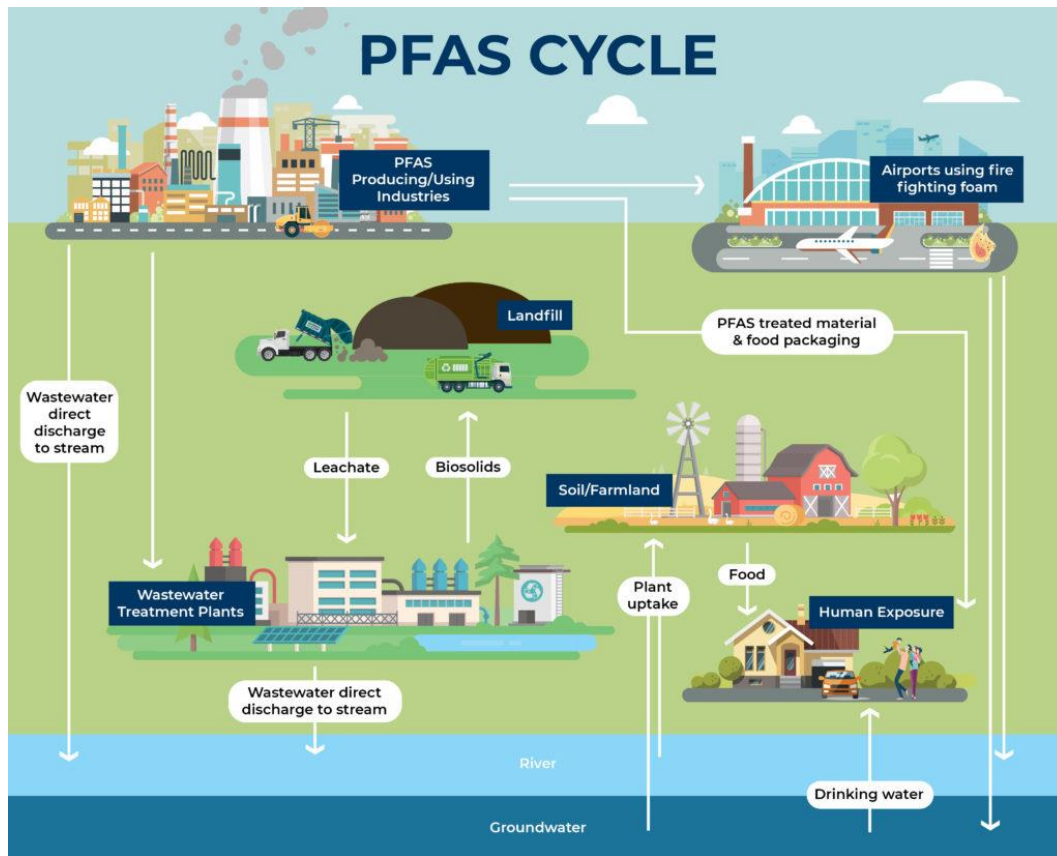 PFAS CYCLE
PFAS
Producing/Using
Industries
Airports using fire
fighting foam
Landfill
PFAS treated material
& food packaging
Wastewater
direct
discharge
to stream
Leachate
Biosolids
Soil/Farmland
Wastewater
Treatment Plants
Plant
uptake
Food
Human Exposure
Wastewater direct
discharge to stream
River
Drinking water
Groundwater